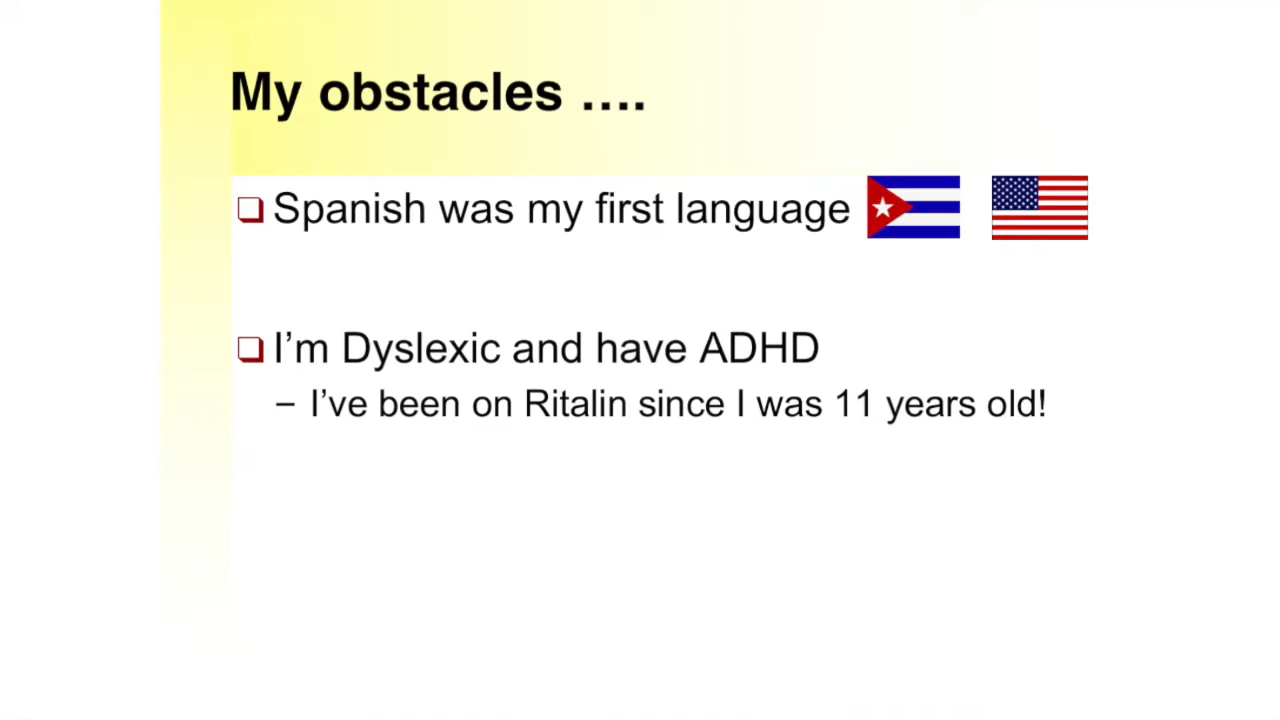 My obstacles ....
Spanish was my first language
I’m Dyslexic and have ADHD
– I’ve been on Ritalin since I was 11 years old!